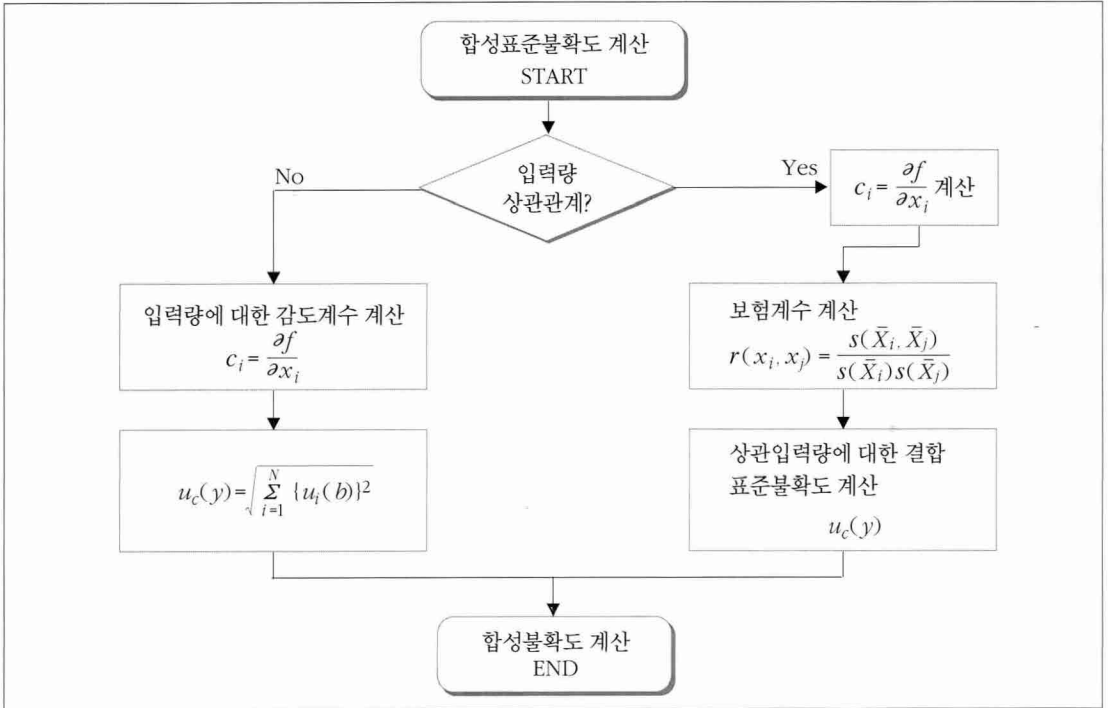 합성표준불확도 계산
START
입력량
상관관계?
No
Yes
c_i = ∂f/∂x_i 계산
입력량에 대한 감도계수 계산
c_i = ∂f/∂x_i
보험계수 계산
r(x_i, x_j) = s(X̄_i, X̄_j) / s(X̄_i)s(X̄_j)
u_c(y) = √ Σ_{i=1}^{N} {u_i(b)}²
상관입력량에 대한 결합
표준불확도 계산
u_c(y)
합성불확도 계산
END